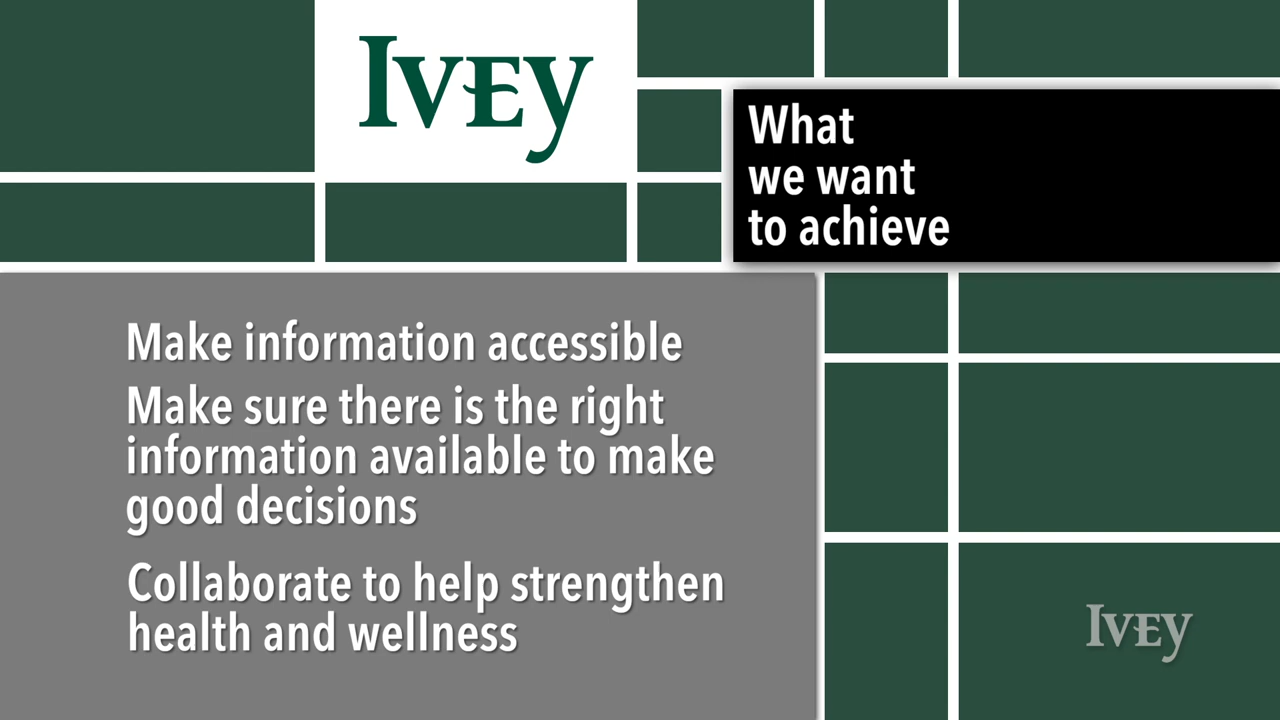 Ivey
What
we want
to achieve
Make information accessible
Make sure there is the right
information available to make
good decisions
Collaborate to help strengthen
health and wellness
Ivey